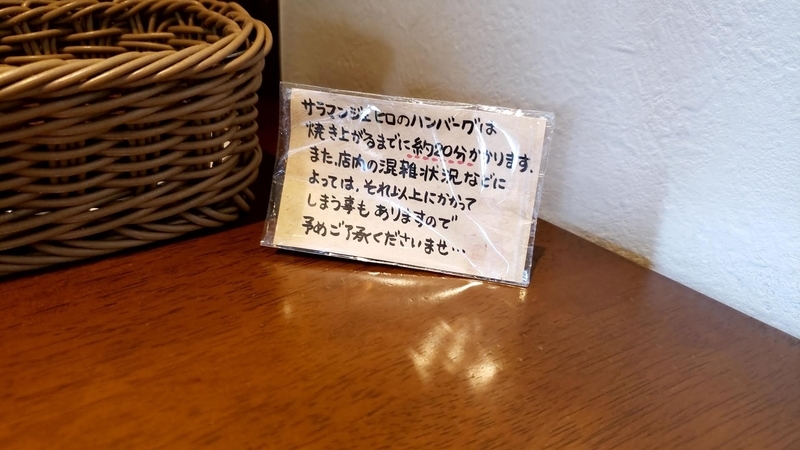 サラマンジェヒロのハンバーグは
焼き上がるまでに約20分かかります。
また、店内の混雑状況などに
よっては、それ以上にかかって
しまう事もありますので
予めご了承くださいませ…